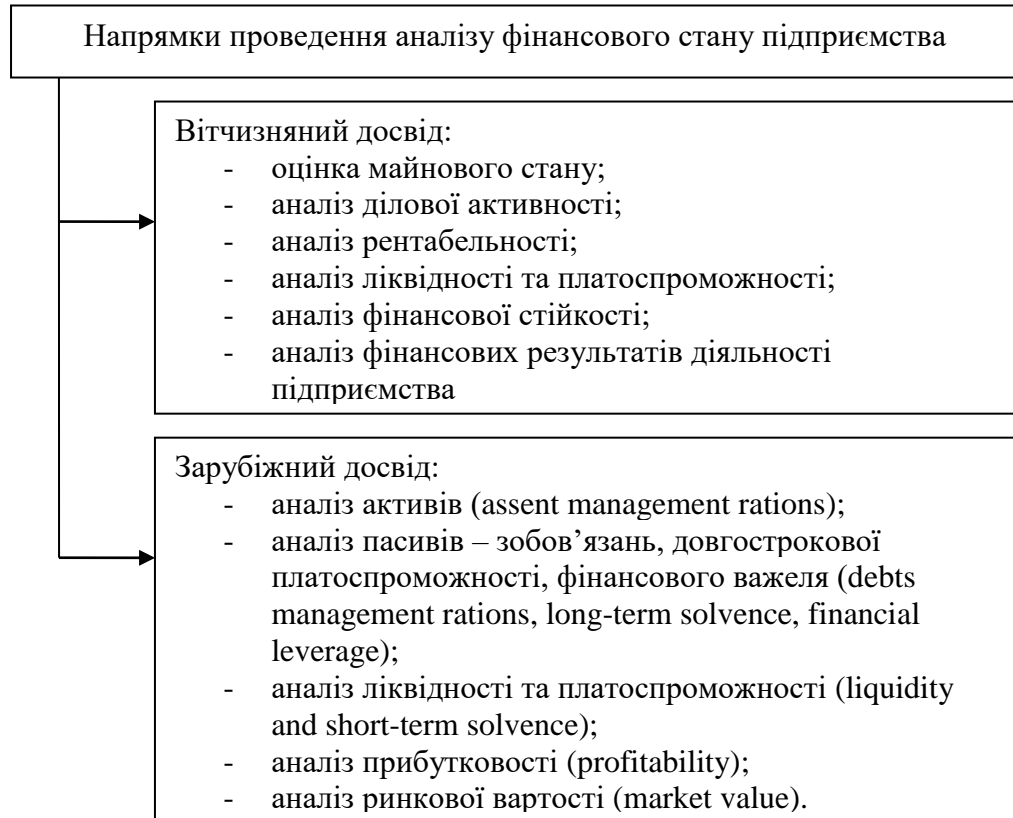 Напрямки проведення аналізу фінансового стану підприємства
Вітчизняний досвід:
- оцінка майнового стану;
- аналіз ділової активності;
- аналіз рентабельності;
- аналіз ліквідності та платоспроможності;
- аналіз фінансової стійкості;
- аналіз фінансових результатів діяльності
підприємства
Зарубіжний досвід:
- аналіз активів (assent management rations);
- аналіз пасивів – зобов’язань, довгострокової
платоспроможності, фінансового важеля (debts
management rations, long-term solvence, financial
leverage);
- аналіз ліквідності та платоспроможності (liquidity
and short-term solvence);
- аналіз прибутковості (profitability);
- аналіз ринкової вартості (market value).